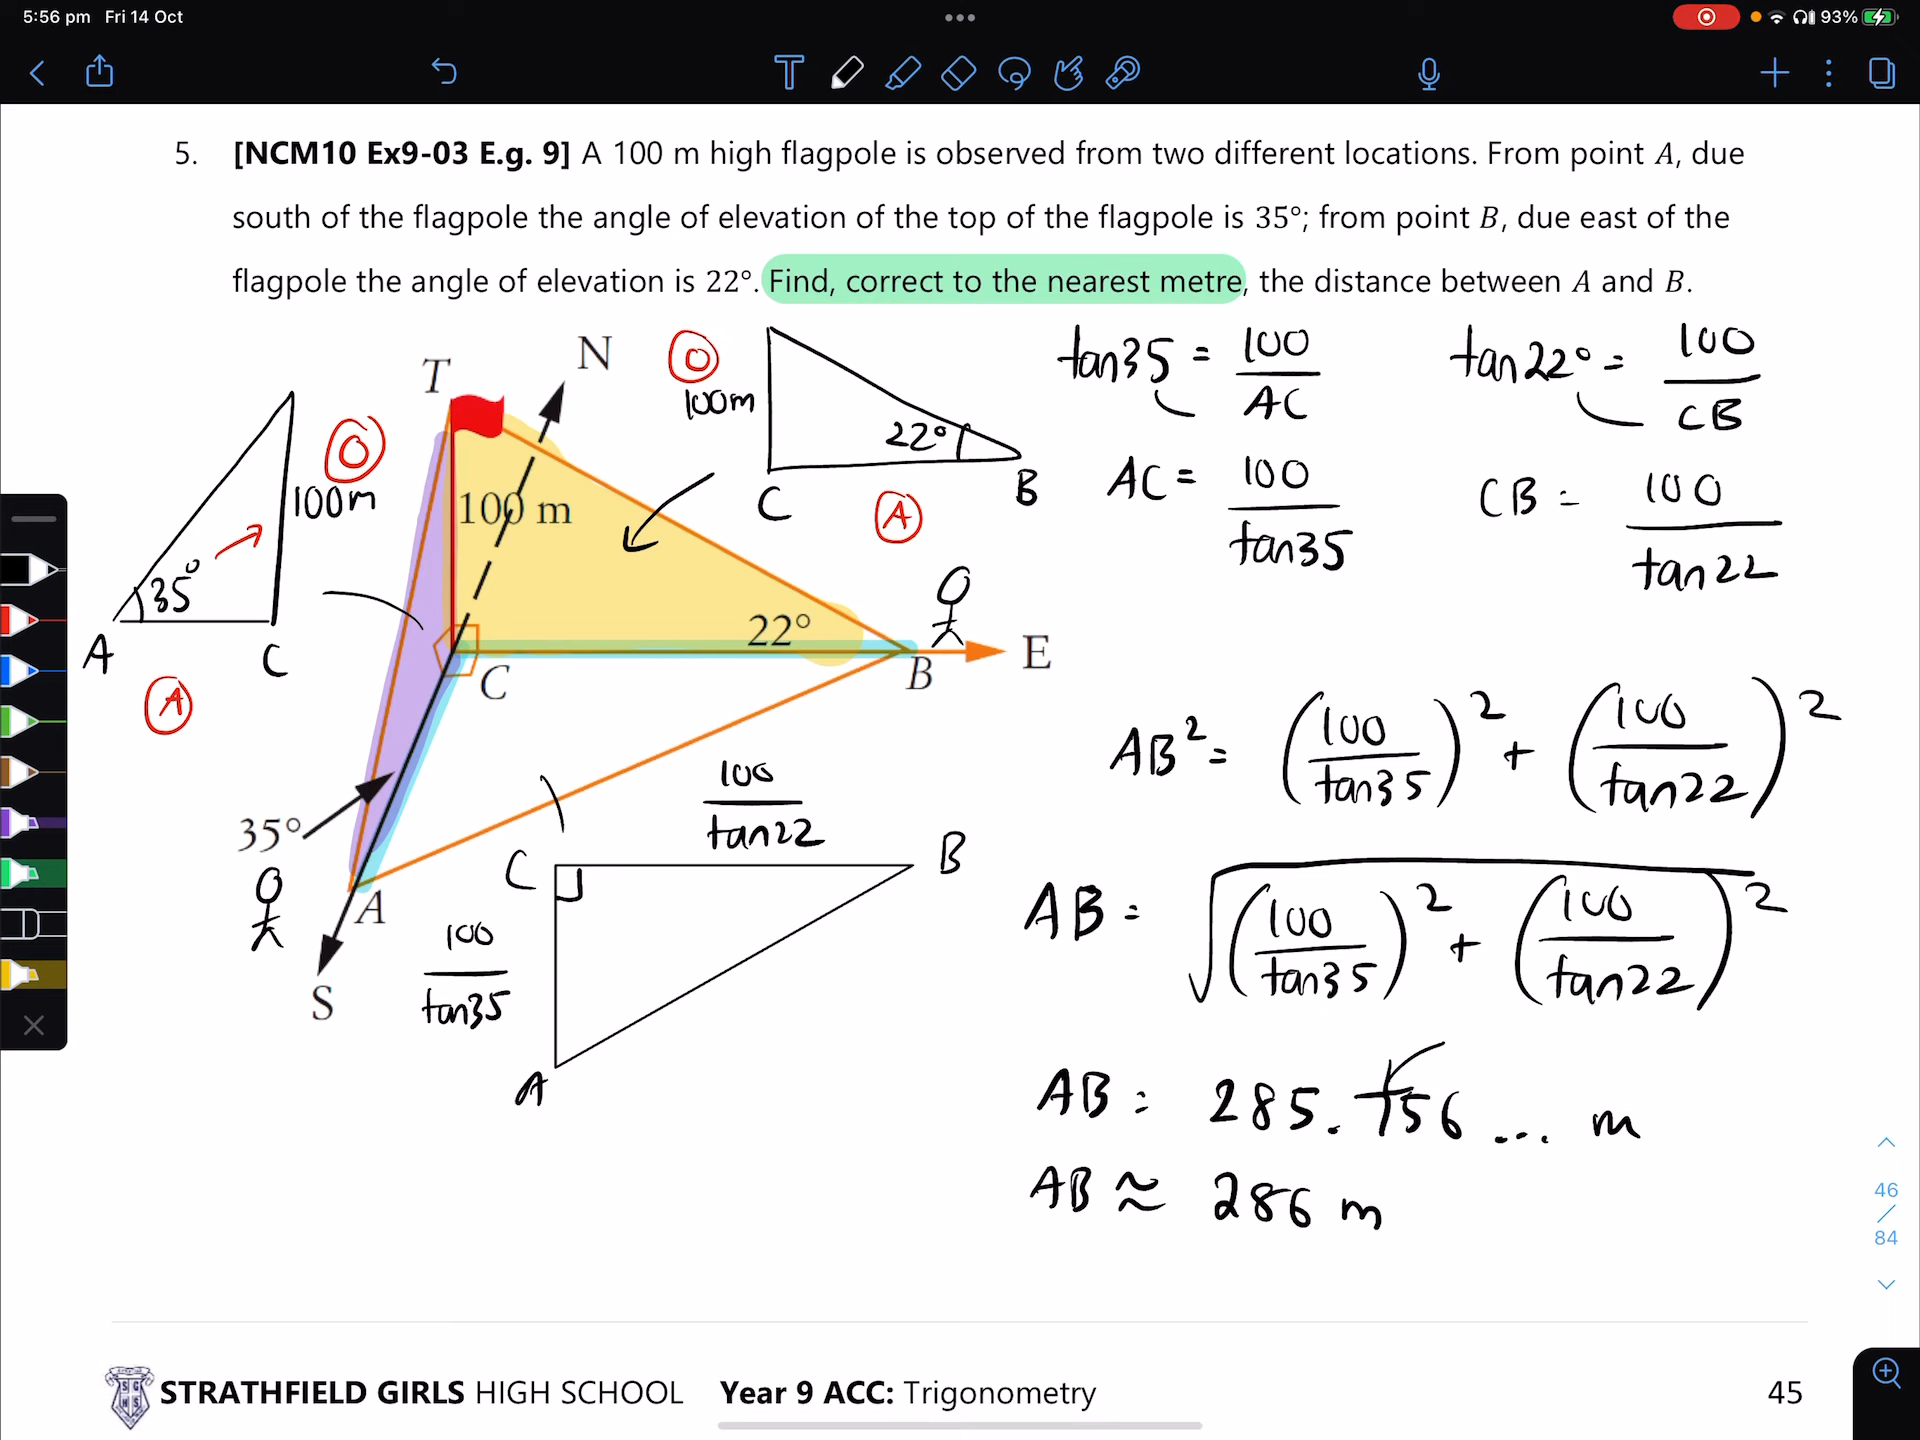 5:56 pm Fri 14 Oct
93%
5. [NCM10 Ex9-03 E.g. 9] A 100 m high flagpole is observed from two different locations. From point A, due
south of the flagpole the angle of elevation of the top of the flagpole is 35°; from point B, due east of the
flagpole the angle of elevation is 22°. Find, correct to the nearest metre, the distance between A and B.
T
N
O
100m
22°
C
B
A
O
100m
35°
A
C
A
100 m
22°
C
B
E
35°
A
S
100/tan22
C
B
100/tan35
A
tan35 = 100/AC
tan22° = 100/CB
AC = 100/tan35
CB = 100/tan22
AB² = (100/tan35)² + (100/tan22)²
AB = √((100/tan35)² + (100/tan22)²)
AB = 285.756... m
AB ≈ 286 m
46
/
84
STRATHFIELD GIRLS HIGH SCHOOL Year 9 ACC: Trigonometry 45